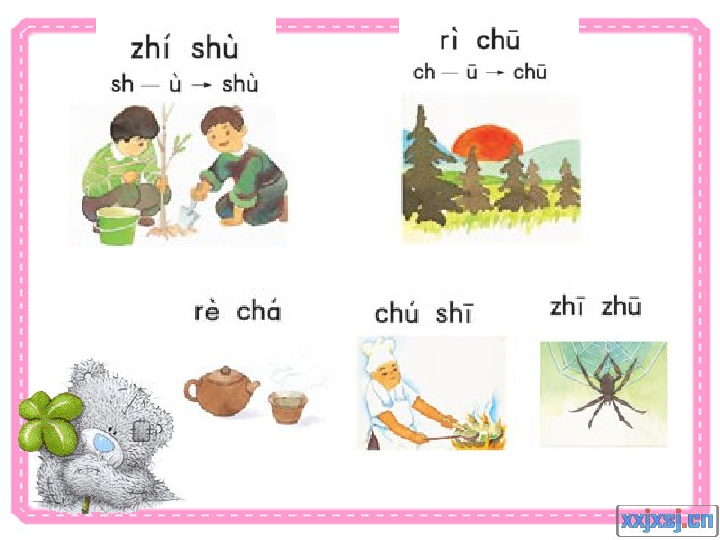 zhí shù
sh — ù → shù
rì chū
ch — ū → chū
rè chá
chú shī
zhī zhū
xxjxsj.cn